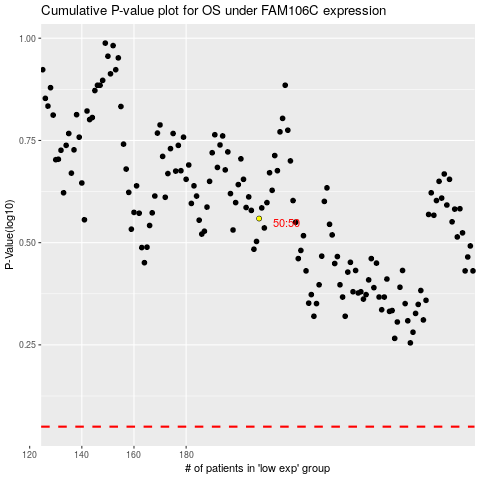 Cumulative P-value plot for OS under FAM106C expression
P-Value(log10)
1.00
0.75
0.50
0.25
50:50
120 140 160 180
# of patients in 'low exp' group